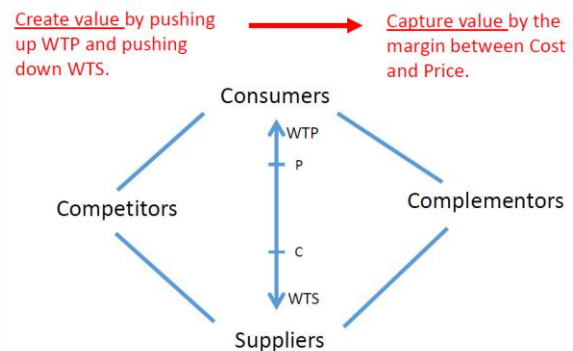 Create value by pushing
up WTP and pushing
down WTS.
Capture value by the
margin between Cost
and Price.
Consumers
WTP
P
Competitors
Complementors
C
WTS
Suppliers